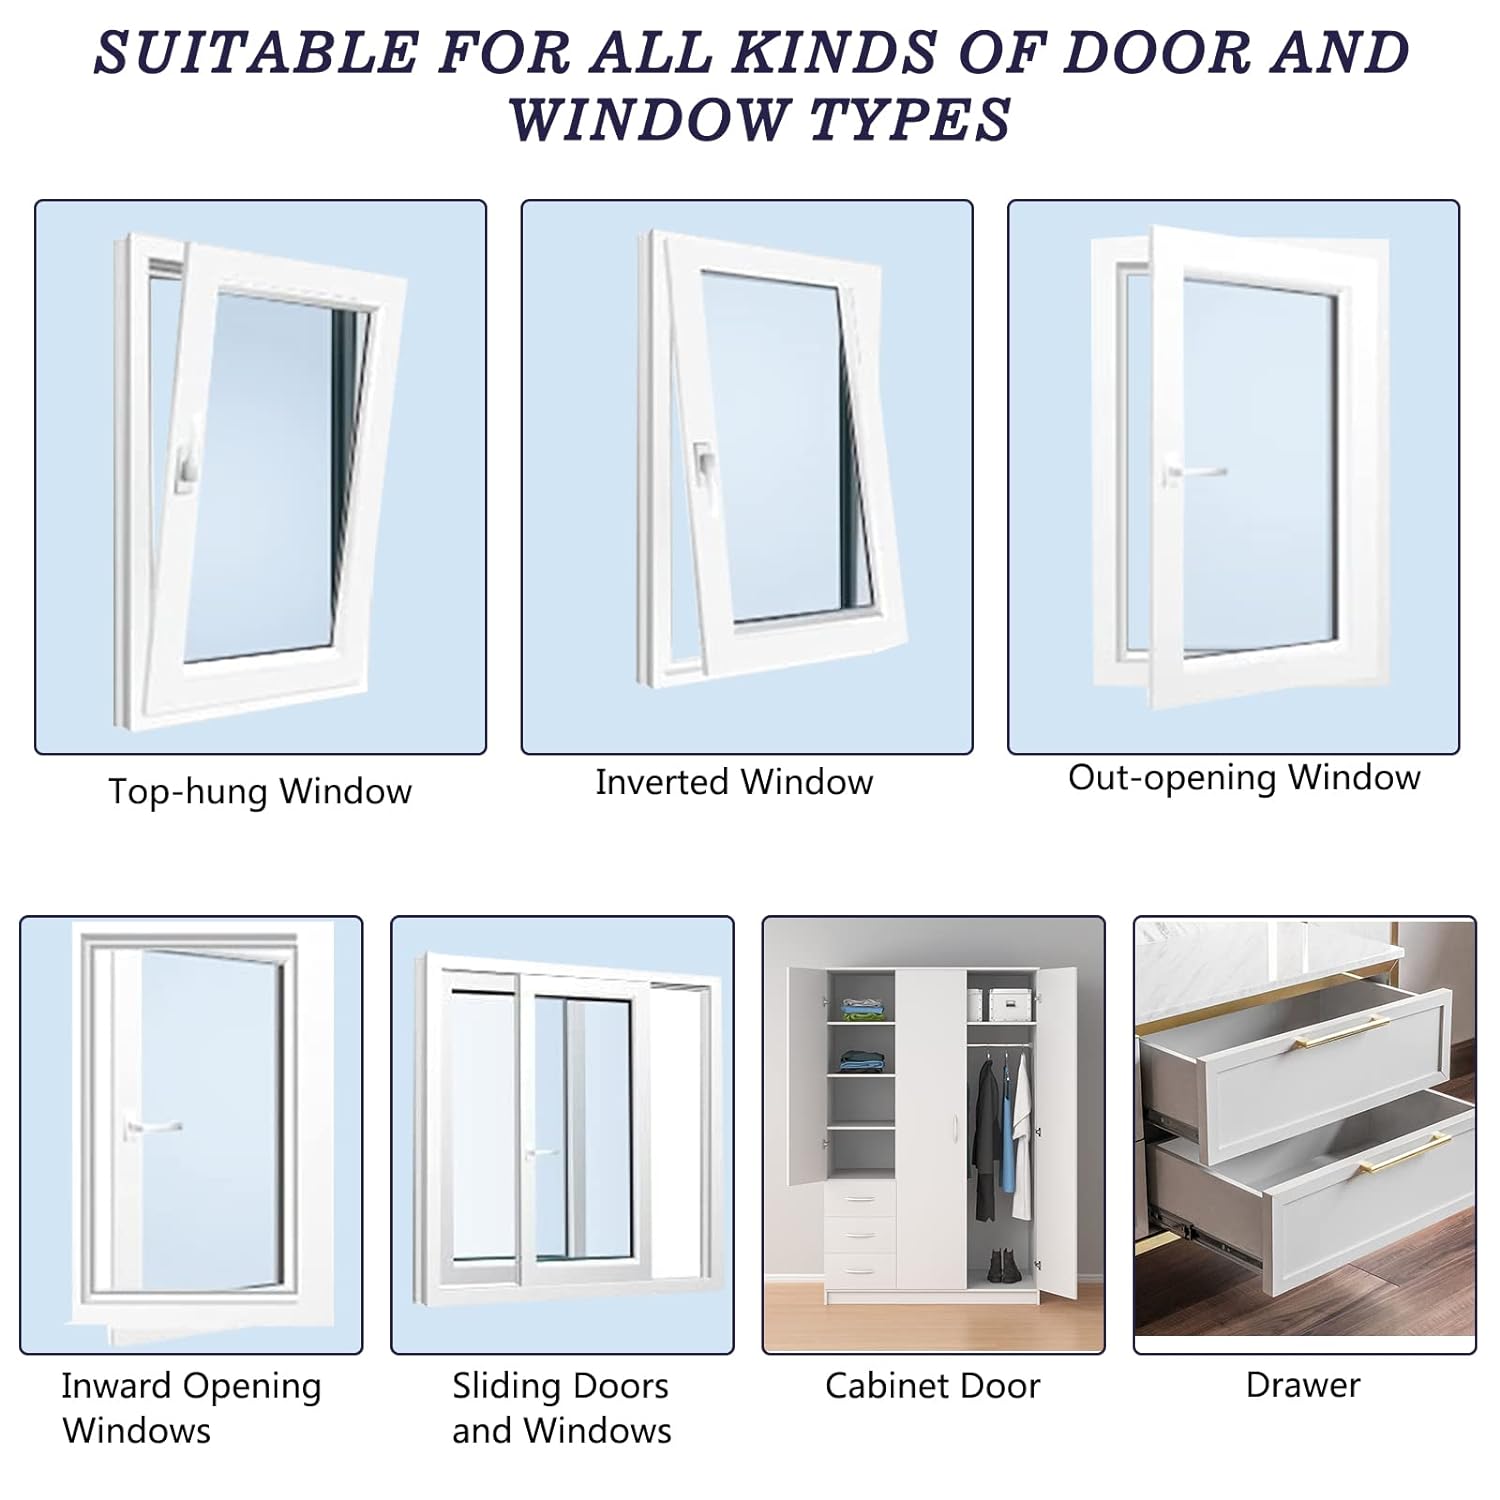 SUITABLE FOR ALL KINDS OF DOOR AND
WINDOW TYPES
Top-hung Window
Inverted Window
Out-opening Window
Inward Opening
Windows
Sliding Doors
and Windows
Cabinet Door
Drawer